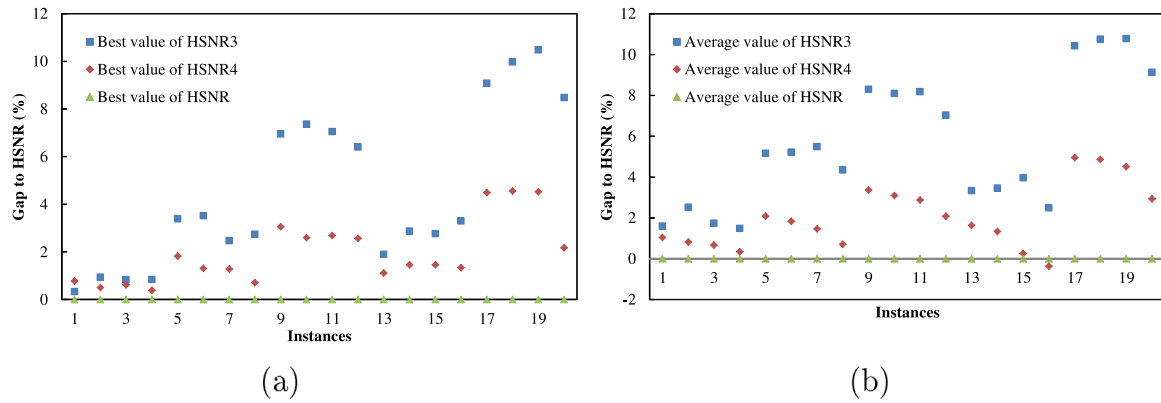 12
10
8
6
4
2
0
Gap to HSNR (%)
Best value of HSNR3
Best value of HSNR4
Best value of HSNR
1 3 5 7 9 11 13 15 17 19
Instances
(a)
12
10
8
6
4
2
0
-2
Gap to HSNR (%)
Average value of HSNR3
Average value of HSNR4
Average value of HSNR
1 3 5 7 9 11 13 15 17 19
Instances
(b)